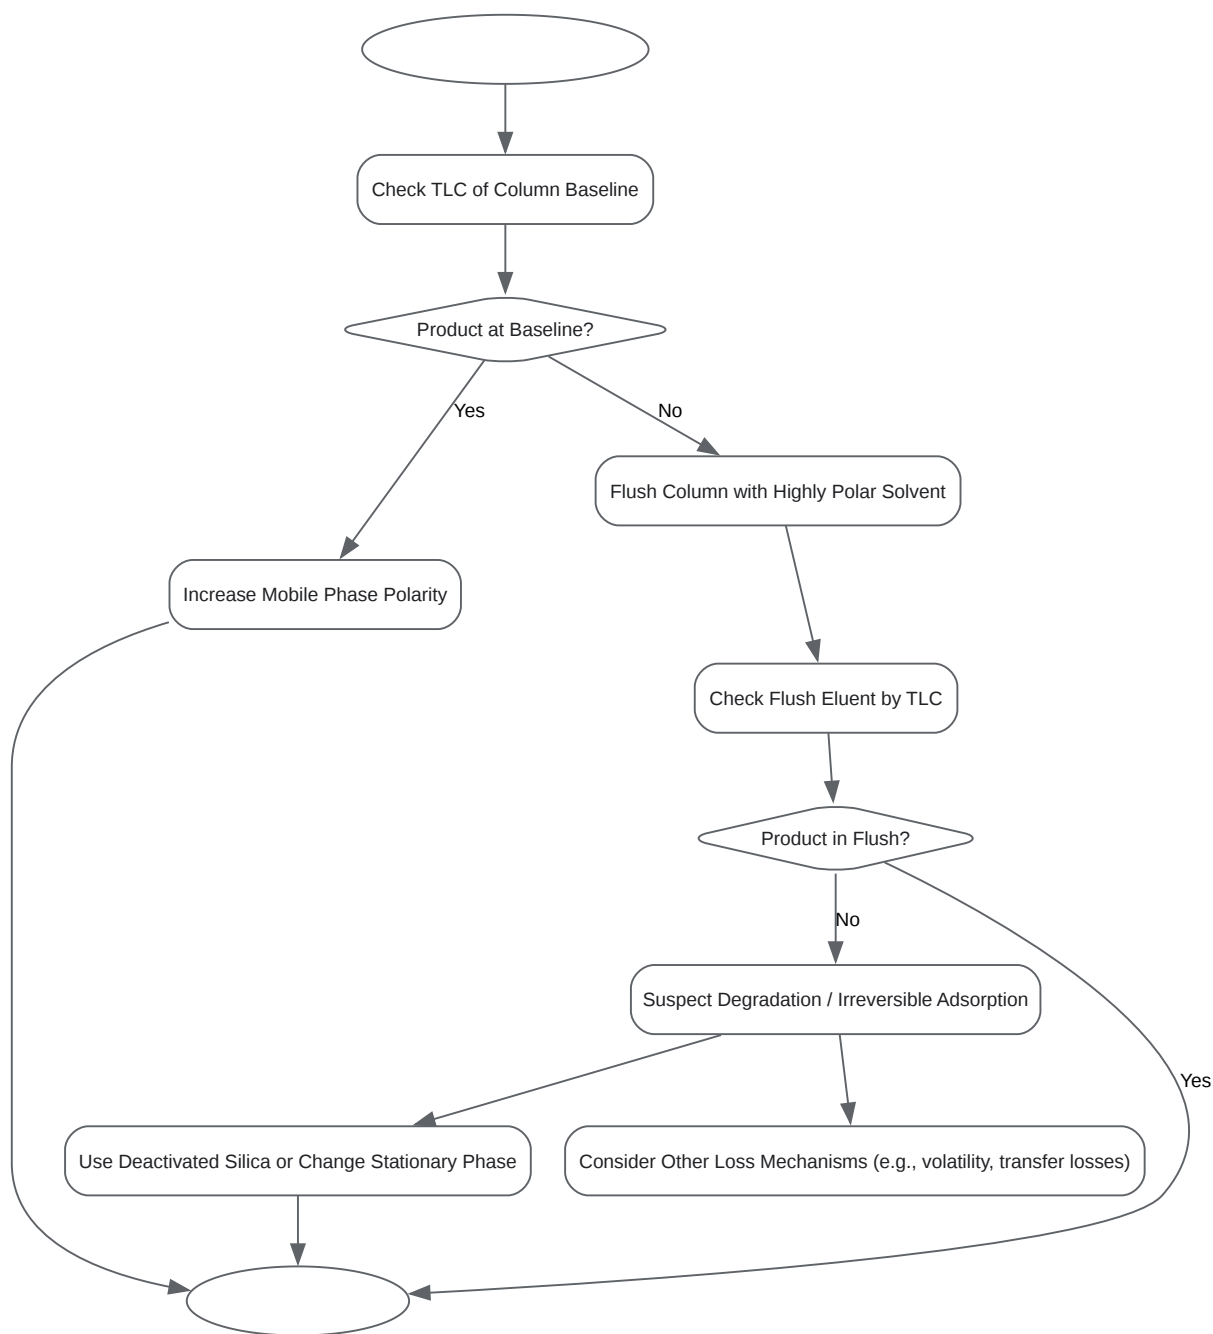 Check TLC of Column Baseline
Product at Baseline?
Yes
No
Flush Column with Highly Polar Solvent
Increase Mobile Phase Polarity
Check Flush Eluent by TLC
Product in Flush?
No
Suspect Degradation / Irreversible Adsorption
Yes
Use Deactivated Silica or Change Stationary Phase
Consider Other Loss Mechanisms (e.g., volatility, transfer losses)